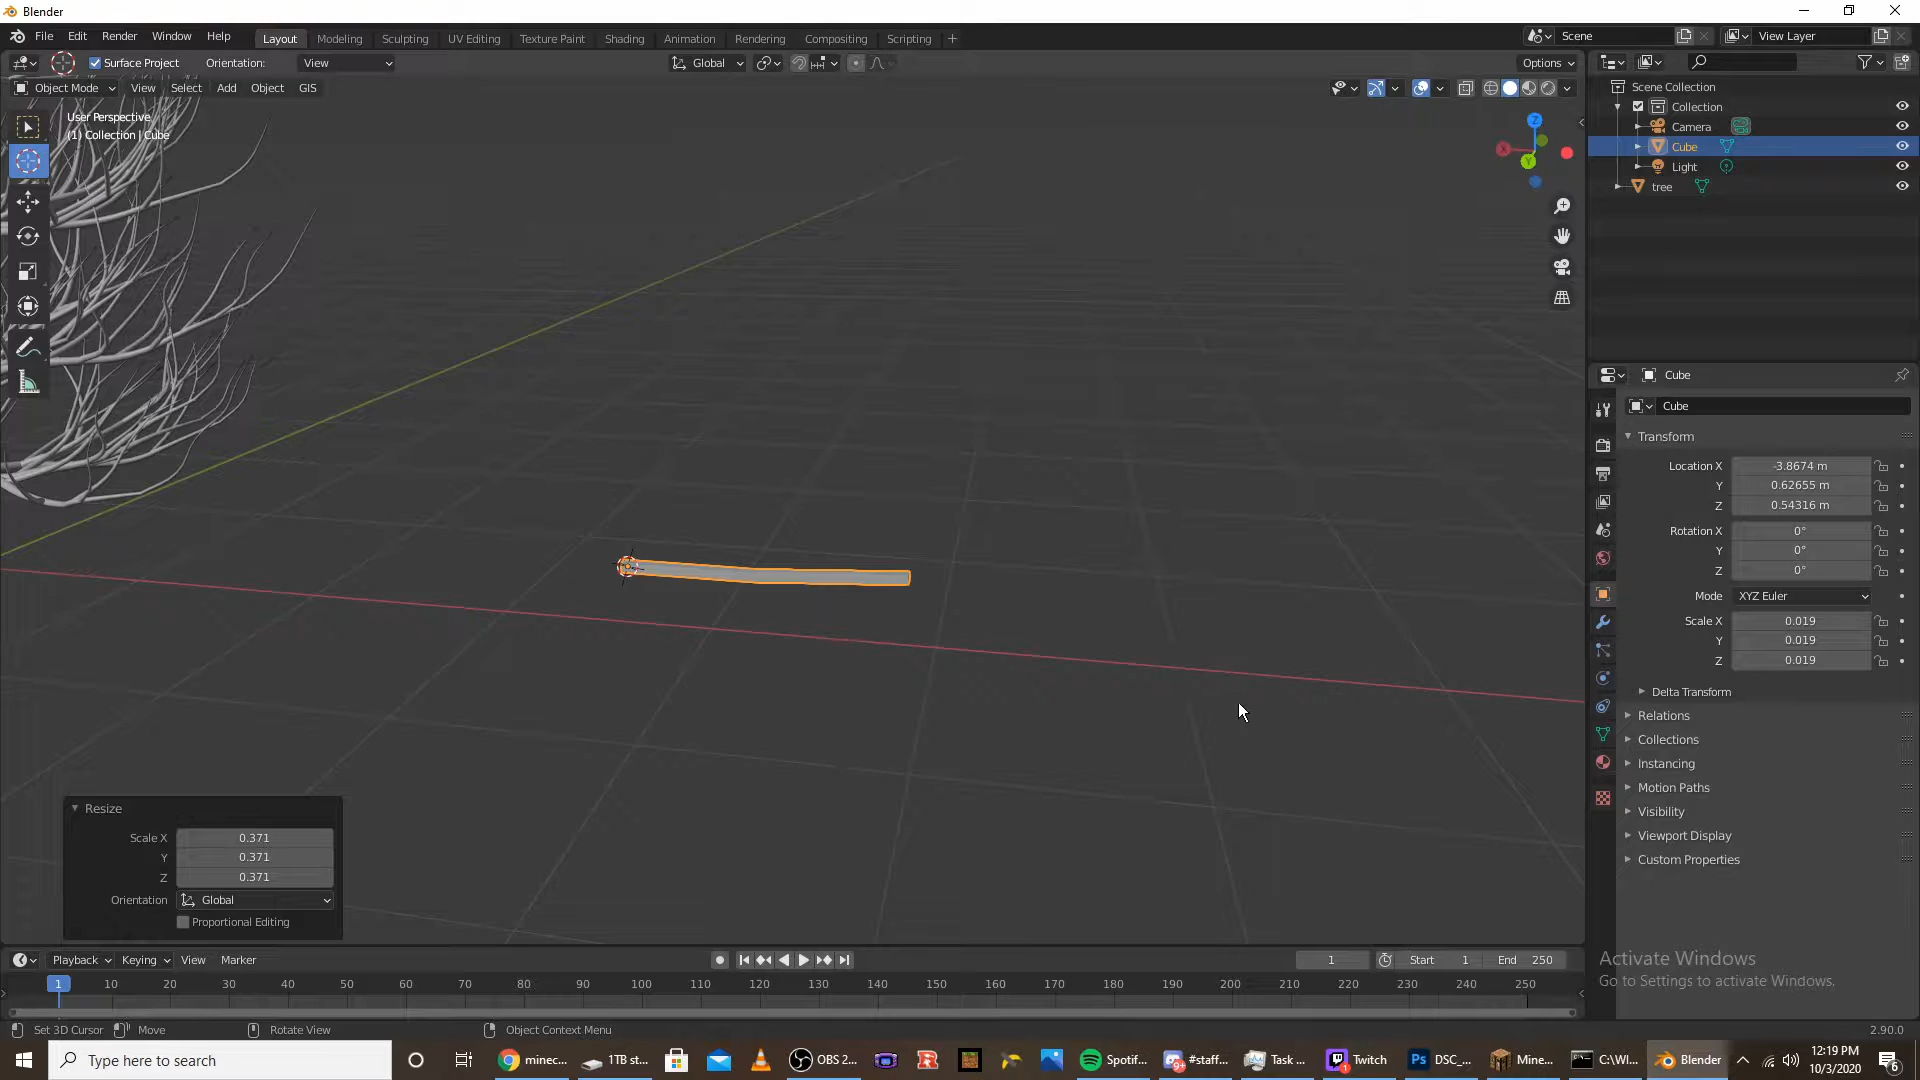 Blender
File Edit Render Window Help
Layout Modeling Sculpting UV Editing Texture Paint Shading Animation Rendering Compositing Scripting +
Scene
View Layer
Surface Project Orientation: View
Global
Options
Object Mode View Select Add Object GIS
User Perspective
(1) Collection | Cube
Z
X
Y
Scene Collection
Collection
Camera
Cube
Light
tree
Cube
Cube
Transform
Location X -3.8674 m
Y 0.62655 m
Z 0.54316 m
Rotation X 0°
Y 0°
Z 0°
Mode XYZ Euler
Scale X 0.019
Y 0.019
Z 0.019
Delta Transform
Relations
Collections
Instancing
Motion Paths
Visibility
Viewport Display
Custom Properties
Resize
Scale X 0.371
Y 0.371
Z 0.371
Orientation Global
Proportional Editing
Activate Windows
Go to Settings to activate Windows.
Playback Keying View Marker
1 Start 1 End 250
1 10 20 30 40 50 60 70 80 90 100 110 120 130 140 150 160 170 180 190 200 210 220 230 240 250
Set 3D Cursor Move Rotate View Object Context Menu 2.90.0
Type here to search
minec... 1TB st... OBS 2... Spotif... #staff... Task ... Twitch DSC_... Mine... C:\WI... Blender
12:19 PM
10/3/2020
9+
Ps
6